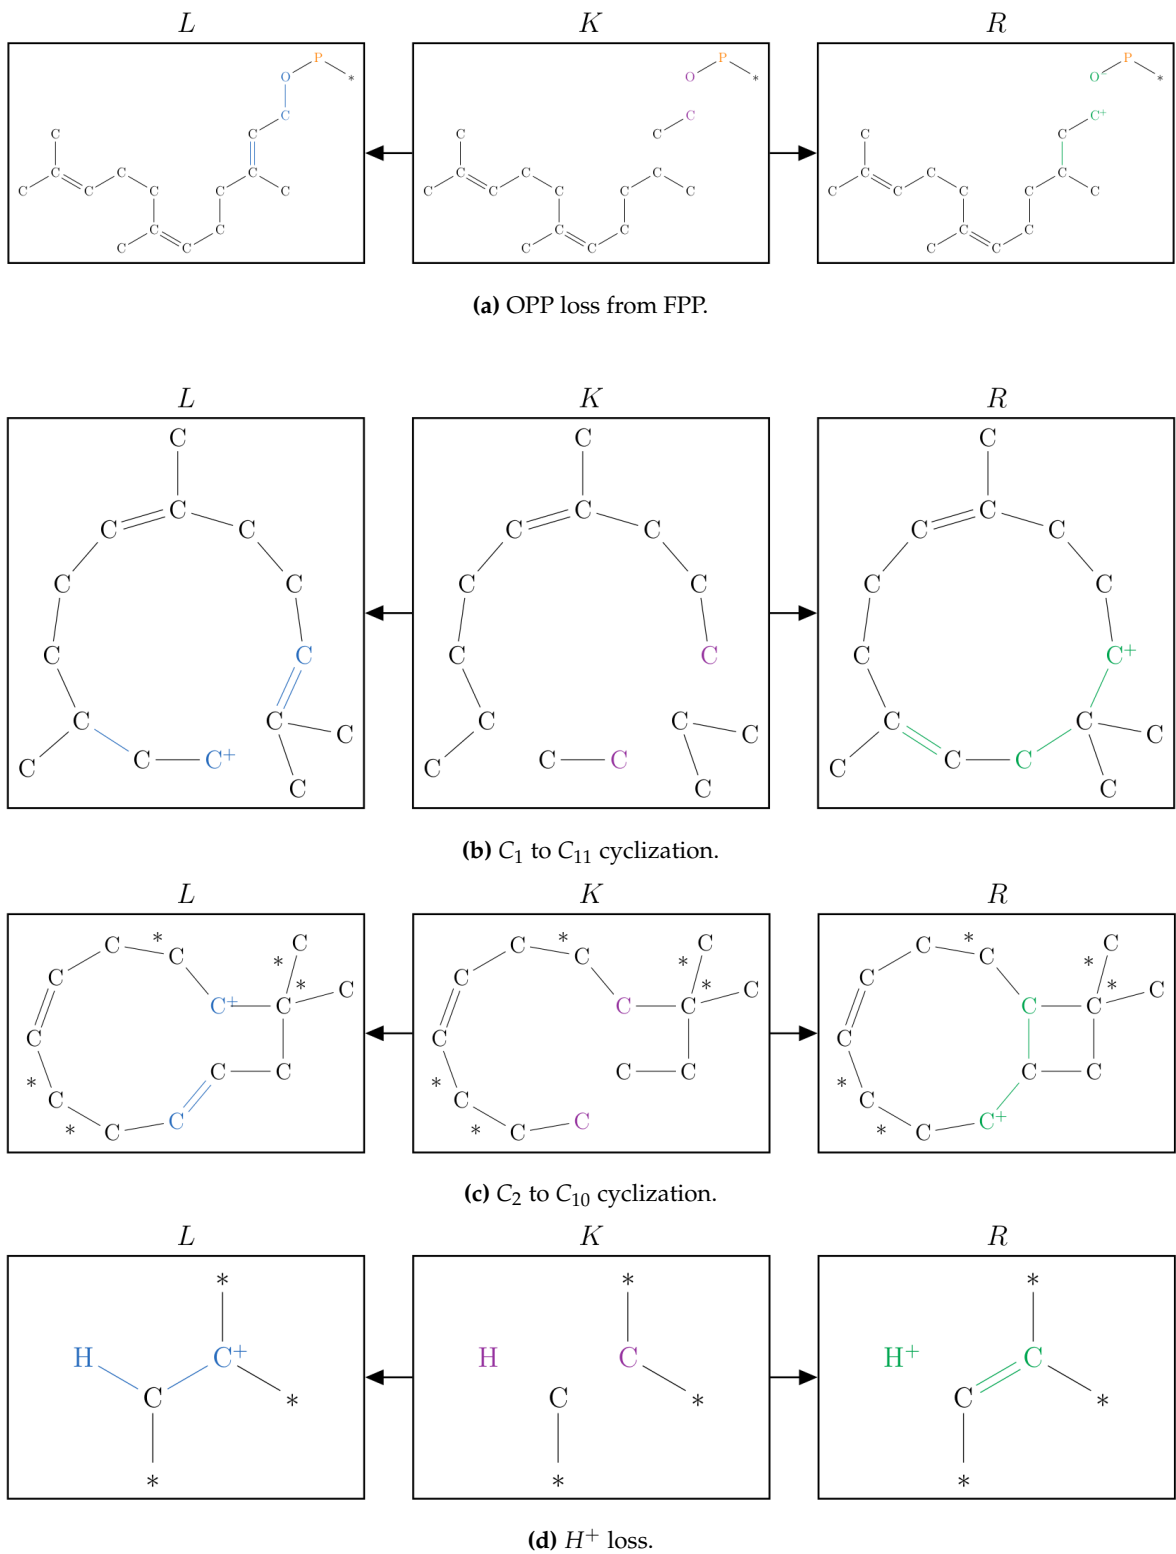 L K R
P P P
O * O * O *
C C C⁺
C C C C C C
C C C C C C C C C
C C C C C C C C C C C C C C C
C C C C C C
C C C C C C
(a) OPP loss from FPP.
L K R
C C C
C C C C C C C C C
C C C C C C
C C C C C C⁺
C C C C C C
C C C C⁺ C C C C C C C C
C C C
(b) C₁ to C₁₁ cyclization.
L K R
C * C * C C * C * C C * C * C
C * C C * C C * C
C C⁺ C C C C C C
C C C C C C C C C
* C * C * C
* C C * C C * C C⁺
(c) C₂ to C₁₀ cyclization.
L K R
* * *
H C⁺ H C H⁺ C
C * C * C *
* * *
(d) H⁺ loss.